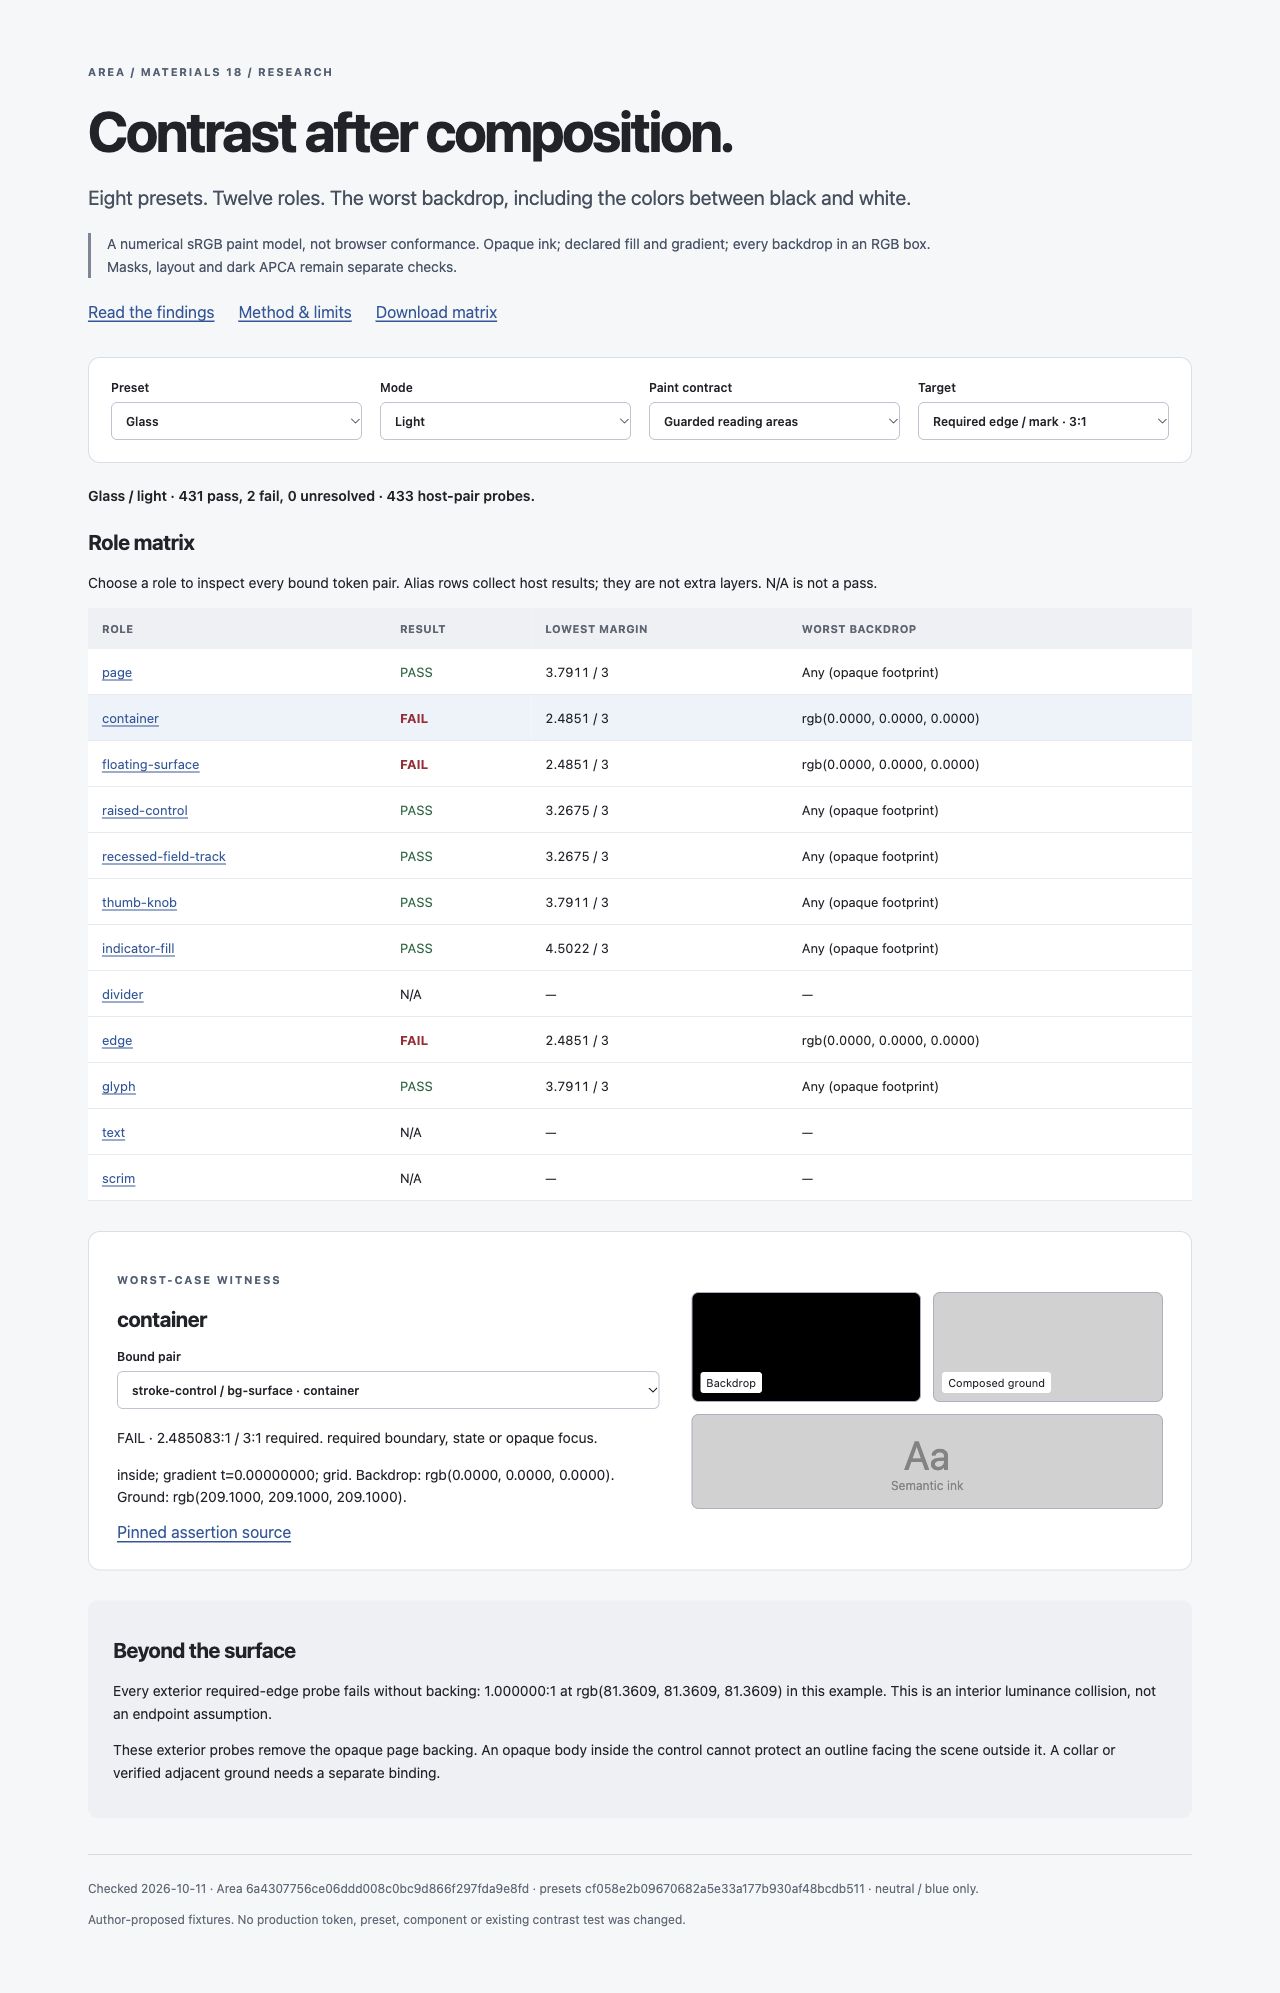 AREA / MATERIALS 18 / RESEARCH
Contrast after composition.
Eight presets. Twelve roles. The worst backdrop, including the colors between black and white.
A numerical sRGB paint model, not browser conformance. Opaque ink; declared fill and gradient; every backdrop in an RGB box.
Masks, layout and dark APCA remain separate checks.
Read the findings Method & limits Download matrix
Preset Mode Paint contract Target
Glass Light Guarded reading areas Required edge / mark · 3:1
Glass / light · 431 pass, 2 fail, 0 unresolved · 433 host-pair probes.
Role matrix
Choose a role to inspect every bound token pair. Alias rows collect host results; they are not extra layers. N/A is not a pass.
ROLE RESULT LOWEST MARGIN WORST BACKDROP
page PASS 3.7911 / 3 Any (opaque footprint)
container FAIL 2.4851 / 3 rgb(0.0000, 0.0000, 0.0000)
floating-surface FAIL 2.4851 / 3 rgb(0.0000, 0.0000, 0.0000)
raised-control PASS 3.2675 / 3 Any (opaque footprint)
recessed-field-track PASS 3.2675 / 3 Any (opaque footprint)
thumb-knob PASS 3.7911 / 3 Any (opaque footprint)
indicator-fill PASS 4.5022 / 3 Any (opaque footprint)
divider N/A — —
edge FAIL 2.4851 / 3 rgb(0.0000, 0.0000, 0.0000)
glyph PASS 3.7911 / 3 Any (opaque footprint)
text N/A — —
scrim N/A — —
WORST-CASE WITNESS
container
Bound pair
stroke-control / bg-surface · container
FAIL · 2.485083:1 / 3:1 required. required boundary, state or opaque focus.
inside; gradient t=0.00000000; grid. Backdrop: rgb(0.0000, 0.0000, 0.0000).
Ground: rgb(209.1000, 209.1000, 209.1000).
Pinned assertion source
Backdrop
Composed ground
Aa
Semantic ink
Beyond the surface
Every exterior required-edge probe fails without backing: 1.000000:1 at rgb(81.3609, 81.3609, 81.3609) in this example. This is an interior luminance collision, not
an endpoint assumption.
These exterior probes remove the opaque page backing. An opaque body inside the control cannot protect an outline facing the scene outside it. A collar or
verified adjacent ground needs a separate binding.
Checked 2026-10-11 · Area 6a4307756ce06ddd008c0bc9d866f297fda9e8fd · presets cf058e2b09670682a5e33a177b930af48bcdb511 · neutral / blue only.
Author-proposed fixtures. No production token, preset, component or existing contrast test was changed.